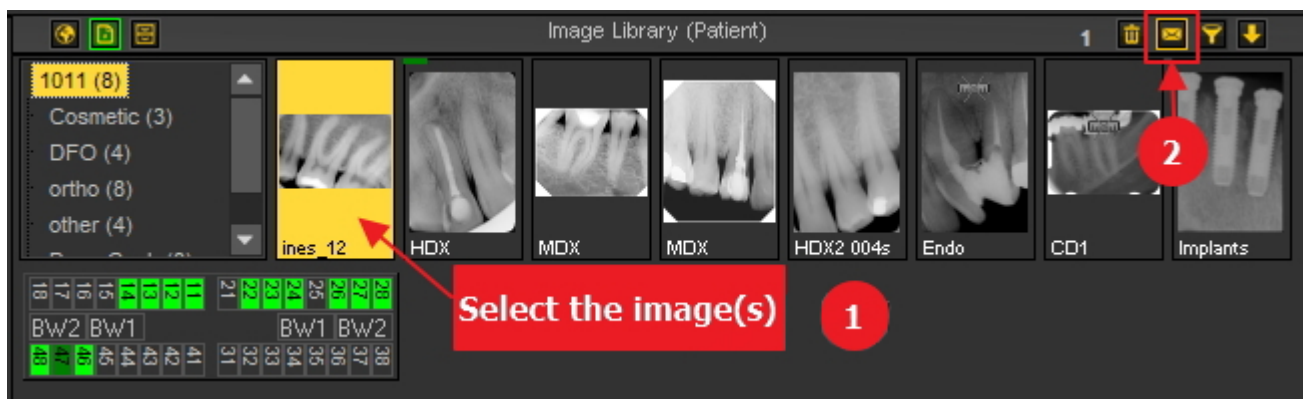 Image Library (Patient)
1
1011 (8)
Cosmetic (3)
DFO (4)
ortho (8)
other (4)
ines_12
HDX
MDX
MDX
HDX2 004s
Endo
CD1
Implants
2
Select the image(s)
1
18 17 16 15 14 13 12 11 21 22 23 24 25 26 27 28
BW2 BW1 BW1 BW2
48 47 46 45 44 43 42 41 31 32 33 34 35 36 37 38